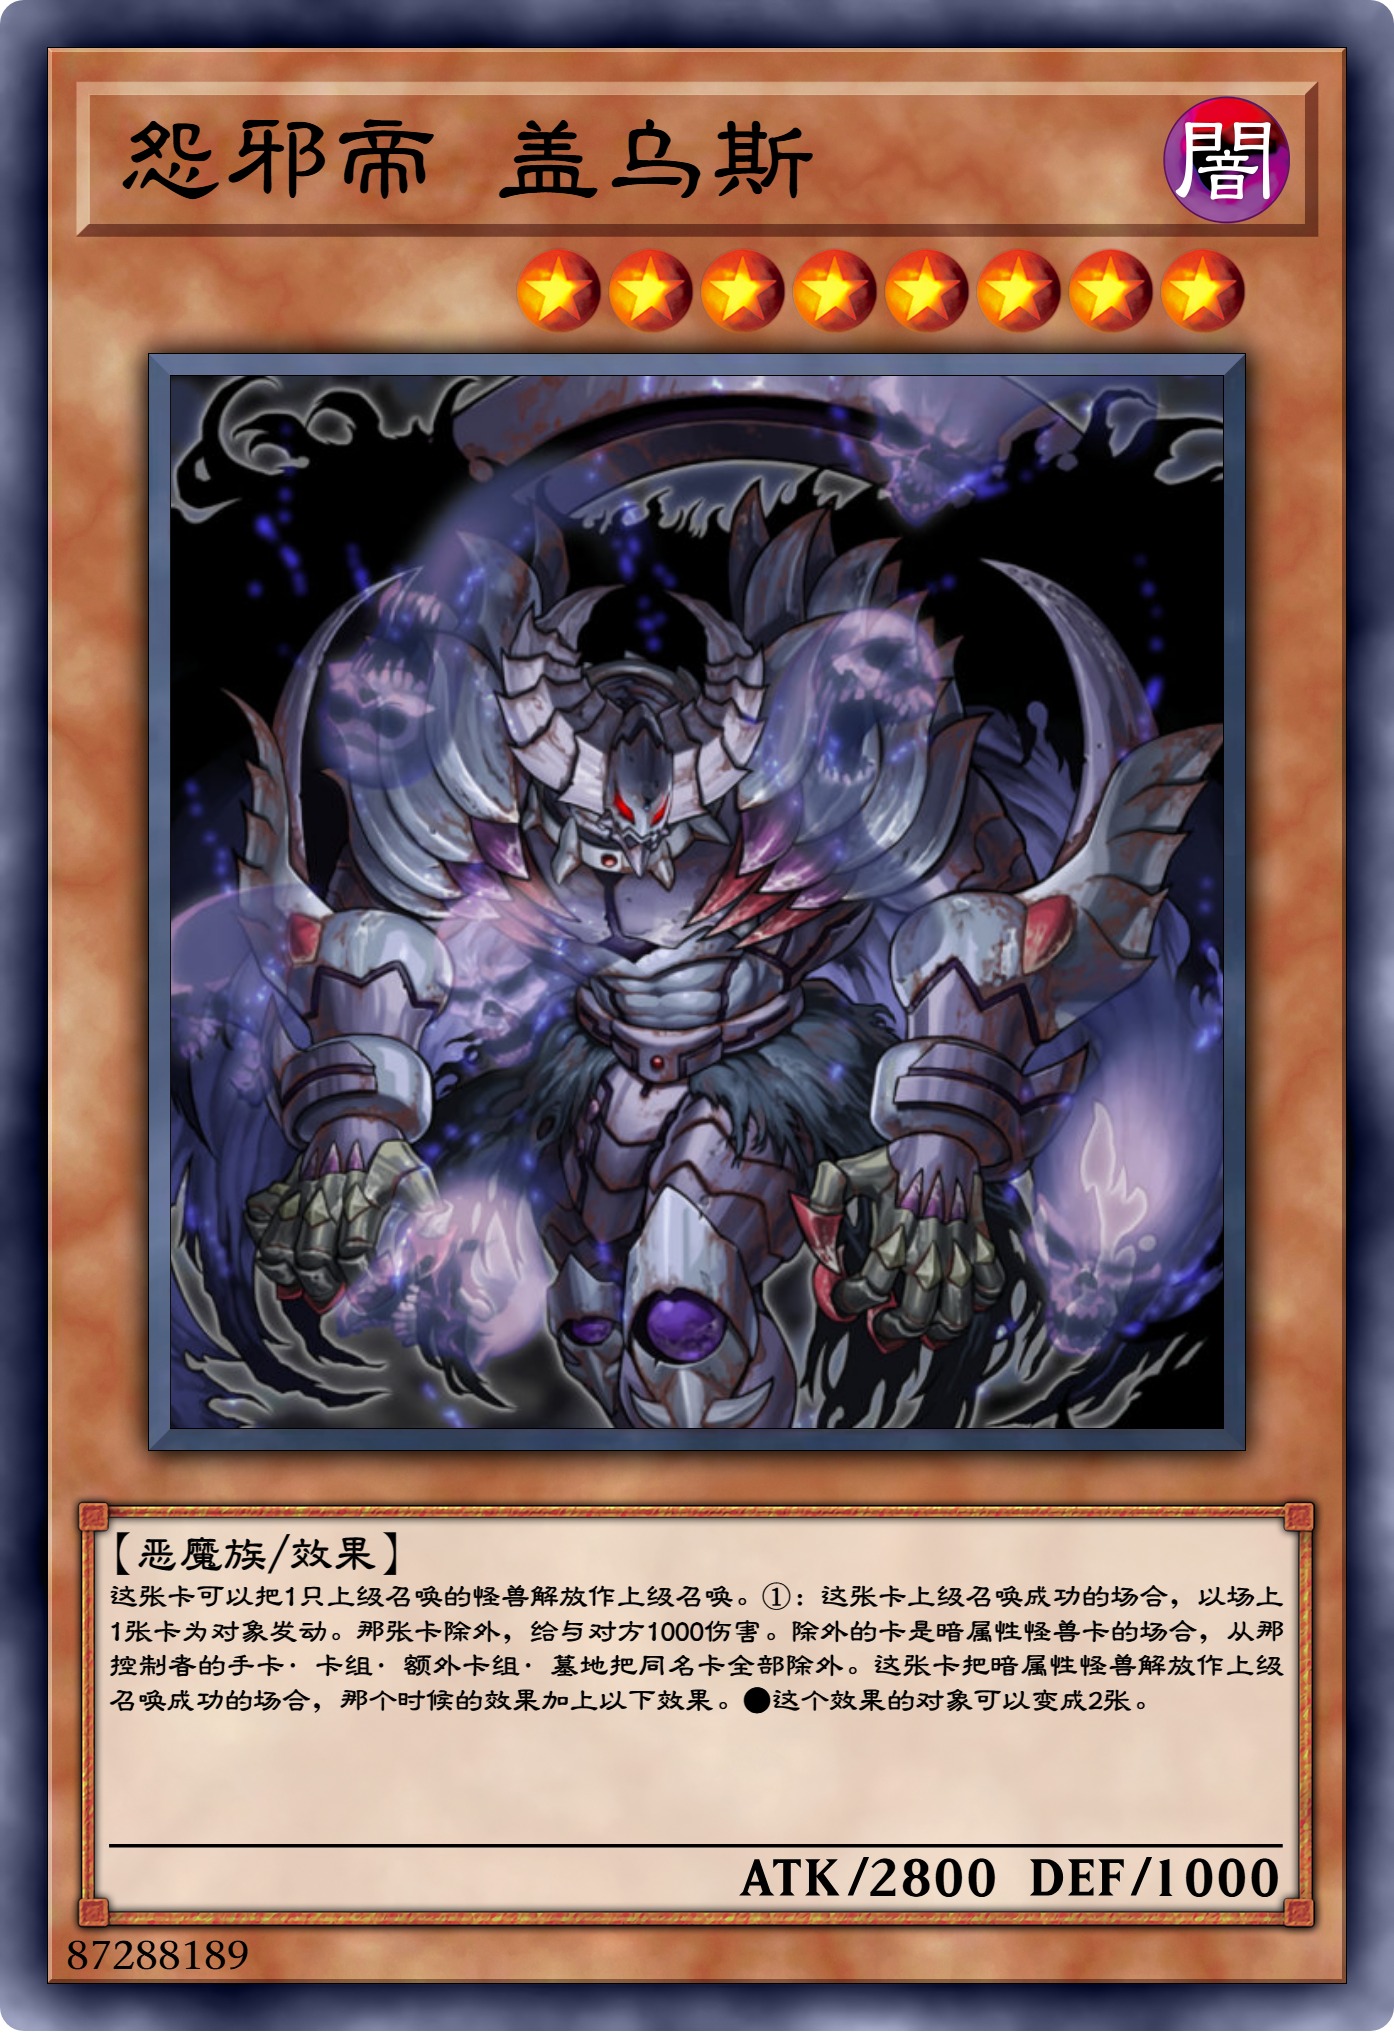 怨邪帝 盖乌斯
闇
【恶魔族/效果】
这张卡可以把1只上级召唤的怪兽解放作上级召唤。①：这张卡上级召唤成功的场合，以场上
1张卡为对象发动。那张卡除外，给与对方1000伤害。除外的卡是暗属性怪兽卡的场合，从那
控制者的手卡·卡组·额外卡组·墓地把同名卡全部除外。这张卡把暗属性怪兽解放作上级
召唤成功的场合，那个时候的效果加上以下效果。●这个效果的对象可以变成2张。
ATK/2800 DEF/1000
87288189